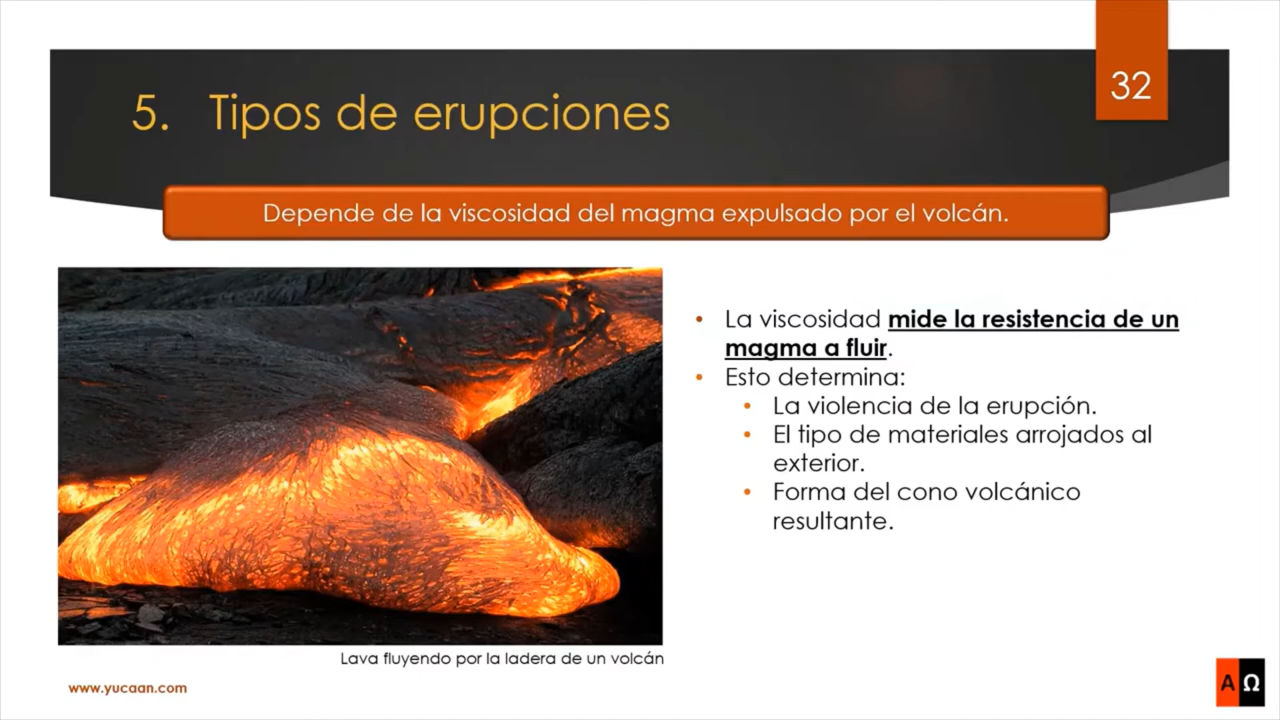 32
5. Tipos de erupciones
Depende de la viscosidad del magma expulsado por el volcán.
• La viscosidad mide la resistencia de un
magma a fluir.
• Esto determina:
• La violencia de la erupción.
• El tipo de materiales arrojados al
exterior.
• Forma del cono volcánico
resultante.
Lava fluyendo por la ladera de un volcán
www.yucaan.com
A Ω